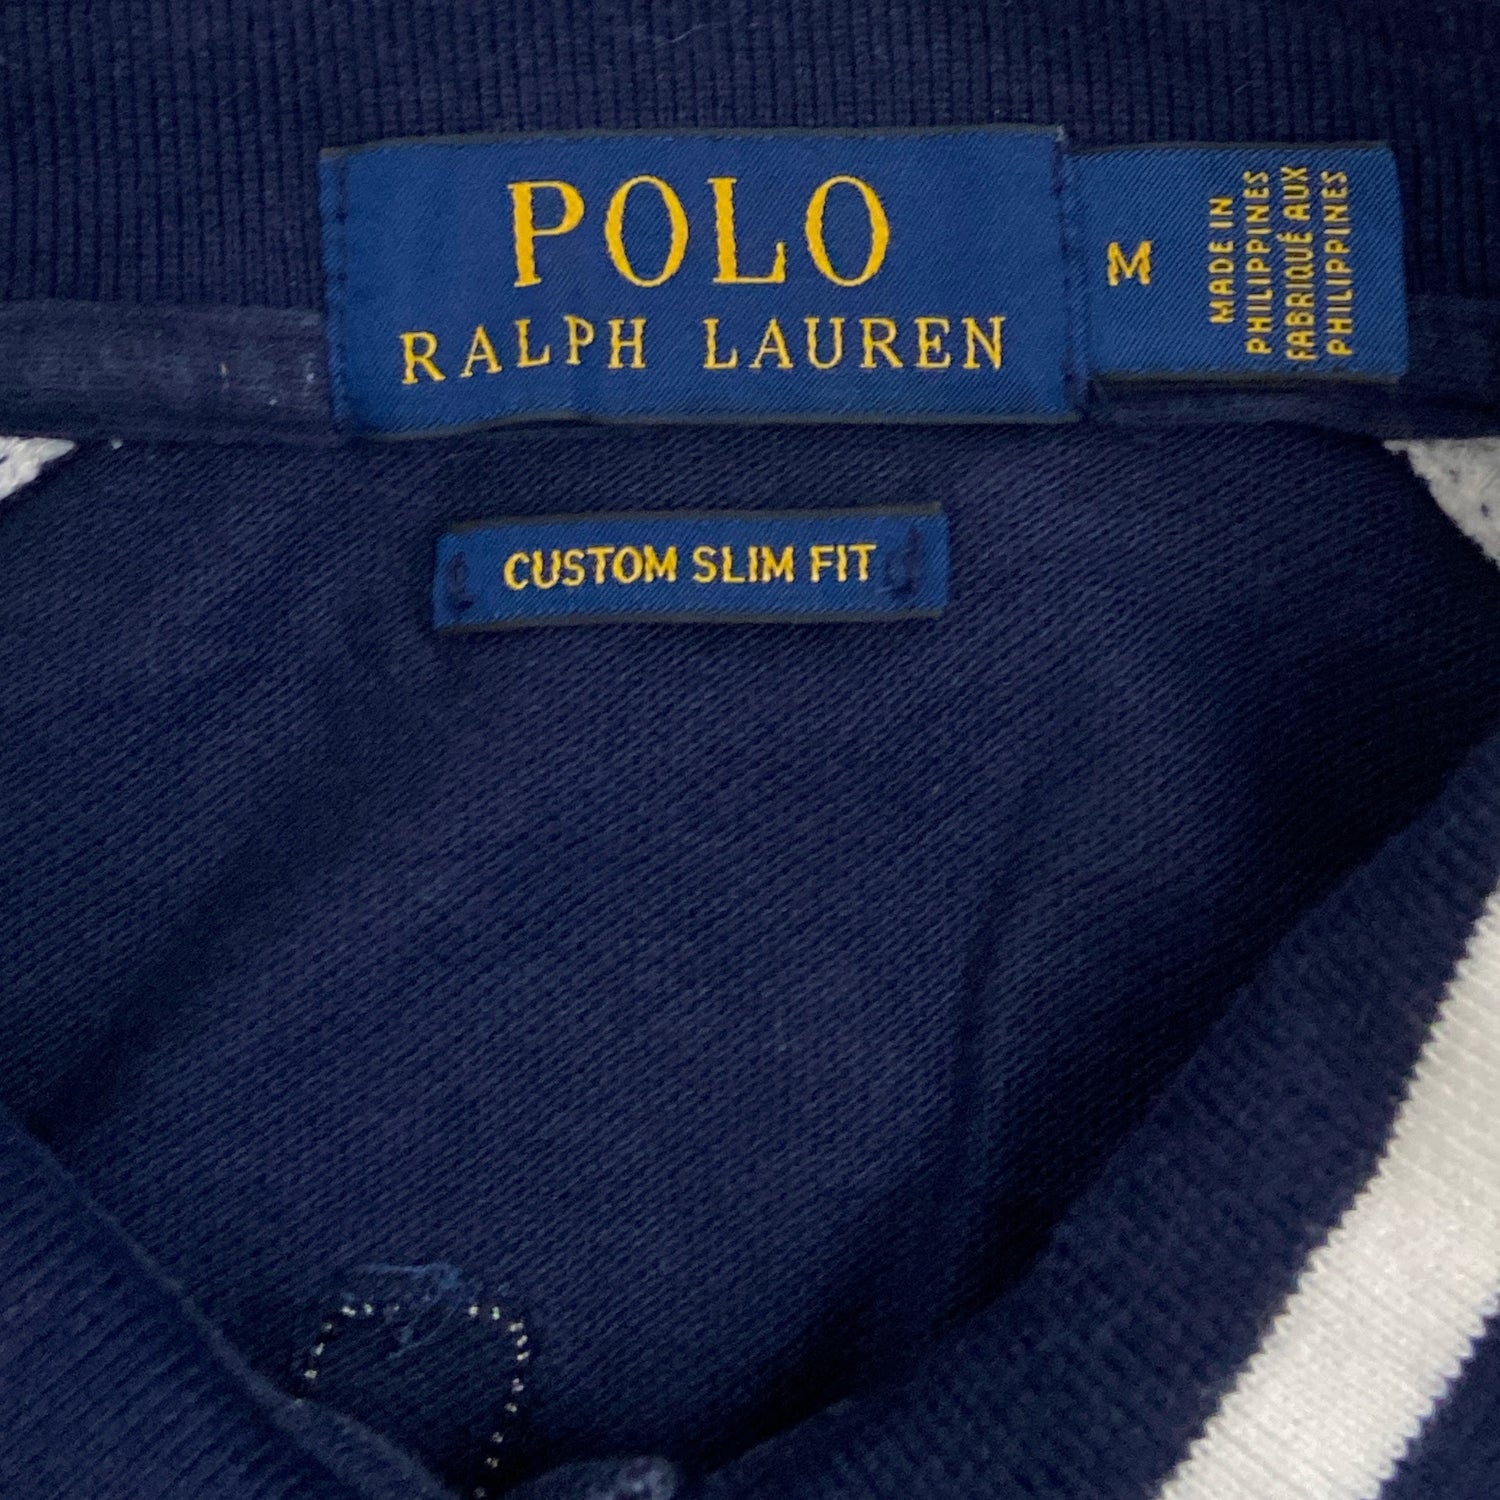 POLO
RALPH LAUREN
M
MADE IN
PHILIPPINES
FABRIQUÉ AUX
PHILIPPINES
CUSTOM SLIM FIT